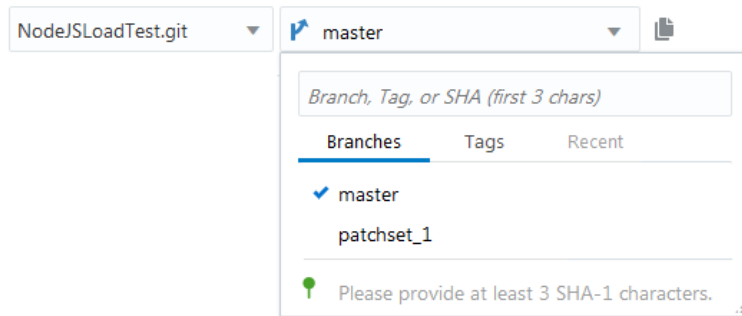 NodeJSLoadTest.git master
Branch, Tag, or SHA (first 3 chars)
Branches Tags Recent
master
patchset_1
Please provide at least 3 SHA-1 characters.